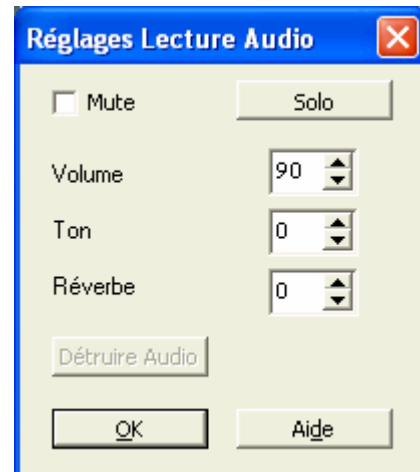 Réglages Lecture Audio
Mute Solo
Volume 90
Ton 0
Réverbe 0
Détruire Audio
OK Aide